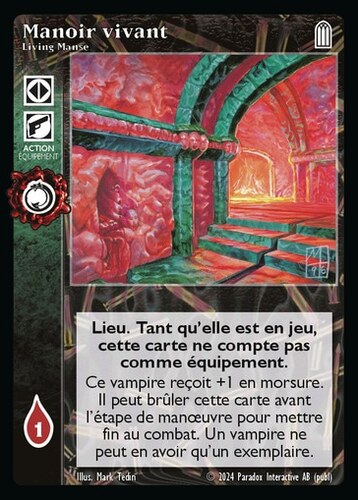 Manoir vivant
Living Manse
ACTION
EQUIPEMENT
Lieu. Tant qu'elle est en jeu,
cette carte ne compte pas
comme équipement.
Ce vampire reçoit +1 en morsure.
Il peut brûler cette carte avant
l'étape de manœuvre pour mettre
fin au combat. Un vampire ne
peut en avoir qu'un exemplaire.
1
Illus. Mark Tedin © 2024 Paradox Interactive AB (publ)